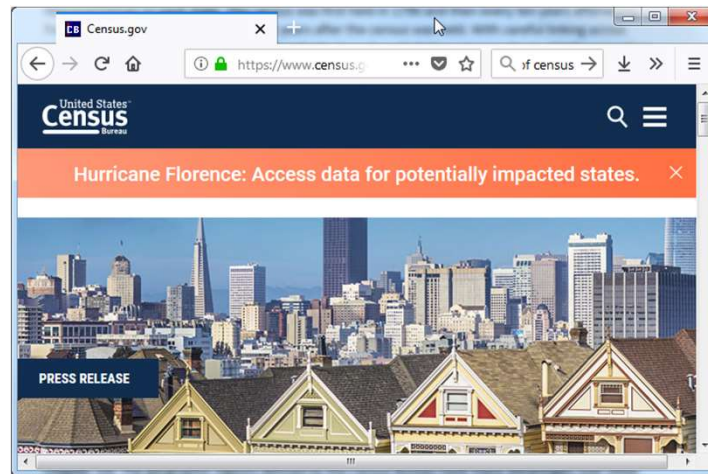 CB Census.gov
https://www.census.g
of census
United States
Census
Bureau
Hurricane Florence: Access data for potentially impacted states.
PRESS RELEASE